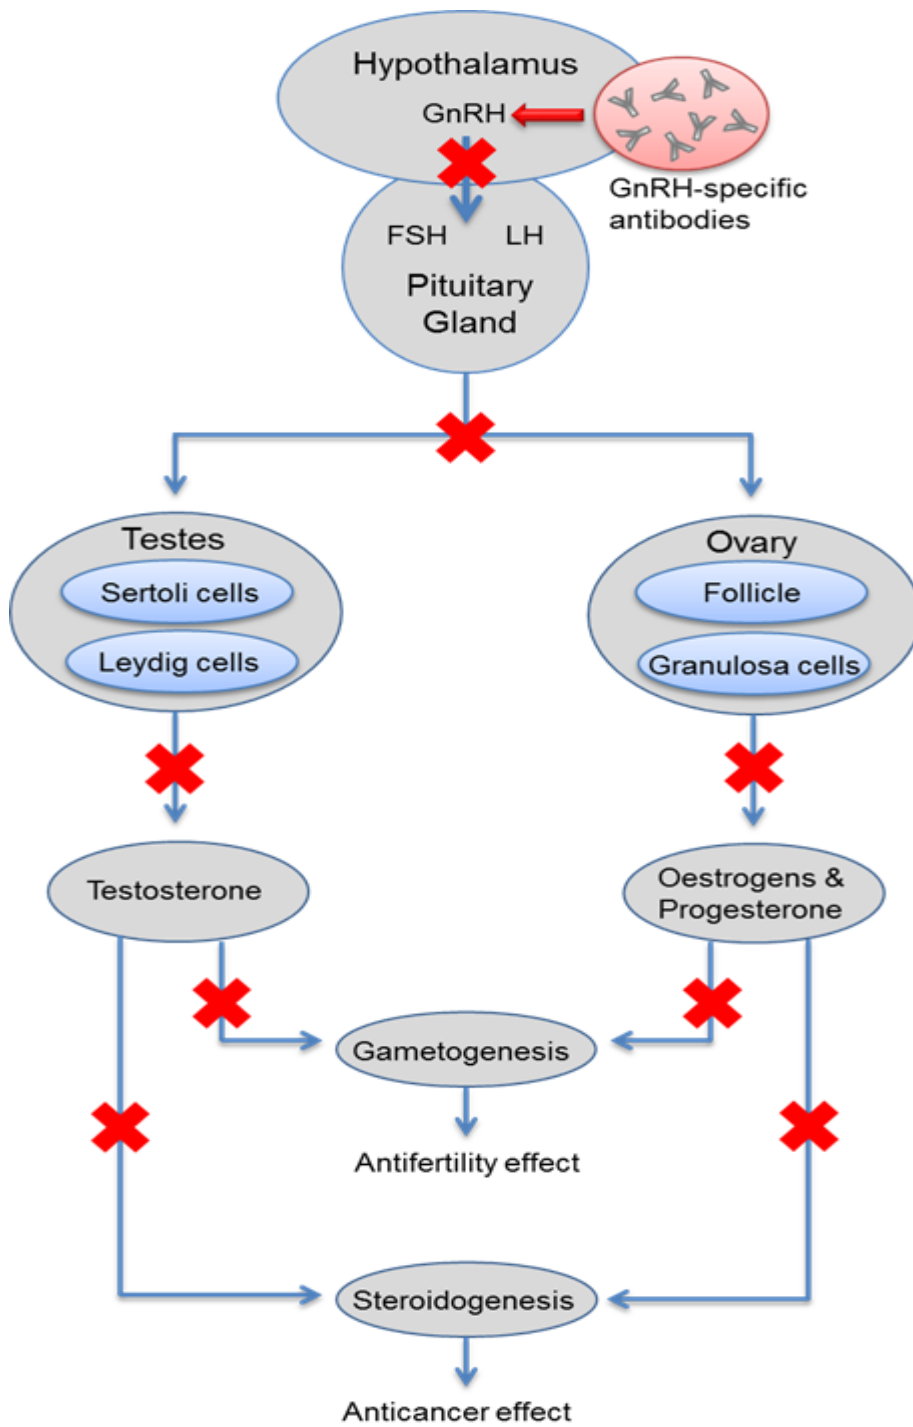 Hypothalamus
GnRH
GnRH-specific
antibodies
FSH
LH
Pituitary
Gland
Testes
Sertoli cells
Leydig cells
Ovary
Follicle
Granulosa cells
Testosterone
Oestrogens &
Progesterone
Gametogenesis
Antifertility effect
Steroidogenesis
Anticancer effect